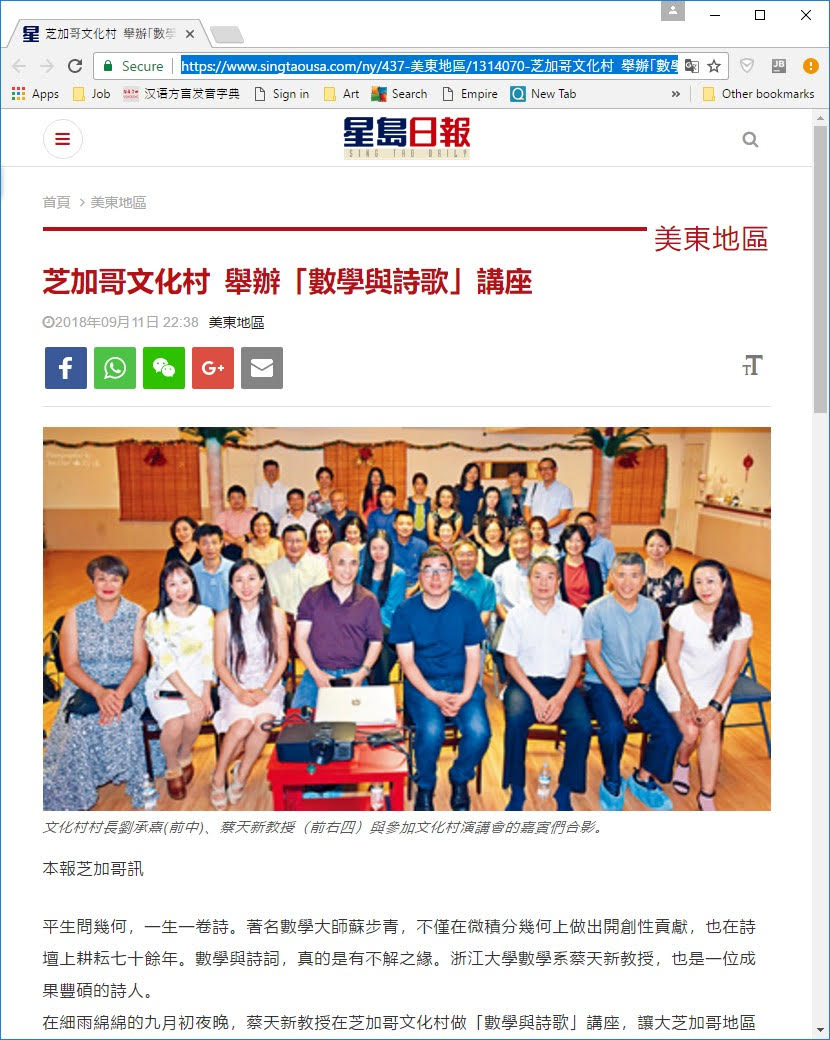 芝加哥文化村 舉辦「數學
Secure
https://www.singtaousa.com/ny/437-美東地區/1314070-芝加哥文化村 舉辦「數學
Apps
Job
汉语方言发音字典
Sign in
Art
Search
Empire
New Tab
»
Other bookmarks
星島日報
SING TAO DAILY
首頁 > 美東地區
美東地區
芝加哥文化村 舉辦「數學與詩歌」講座
2018年09月11日 22:38 美東地區
文化村村長劉承熹(前中)、蔡天新教授（前右四）與參加文化村演講會的嘉賓們合影。
本報芝加哥訊
平生問幾何，一生一卷詩。著名數學大師蘇步青，不僅在微積分幾何上做出開創性貢獻，也在詩
壇上耕耘七十餘年。數學與詩詞，真的是有不解之緣。浙江大學數學系蔡天新教授，也是一位成
果豐碩的詩人。
在細雨綿綿的九月初夜晚，蔡天新教授在芝加哥文化村做「數學與詩歌」講座，讓大芝加哥地區